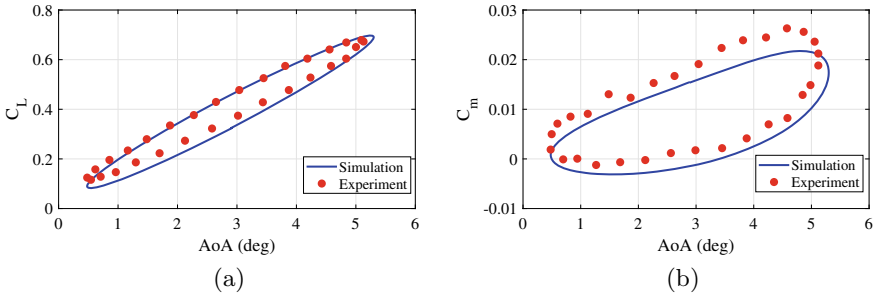 0.8
0.6
0.4
0.2
0
C_L
0 1 2 3 4 5 6
AoA (deg)
Simulation
Experiment
(a)
0.03
0.02
0.01
0
-0.01
C_m
0 1 2 3 4 5 6
AoA (deg)
Simulation
Experiment
(b)